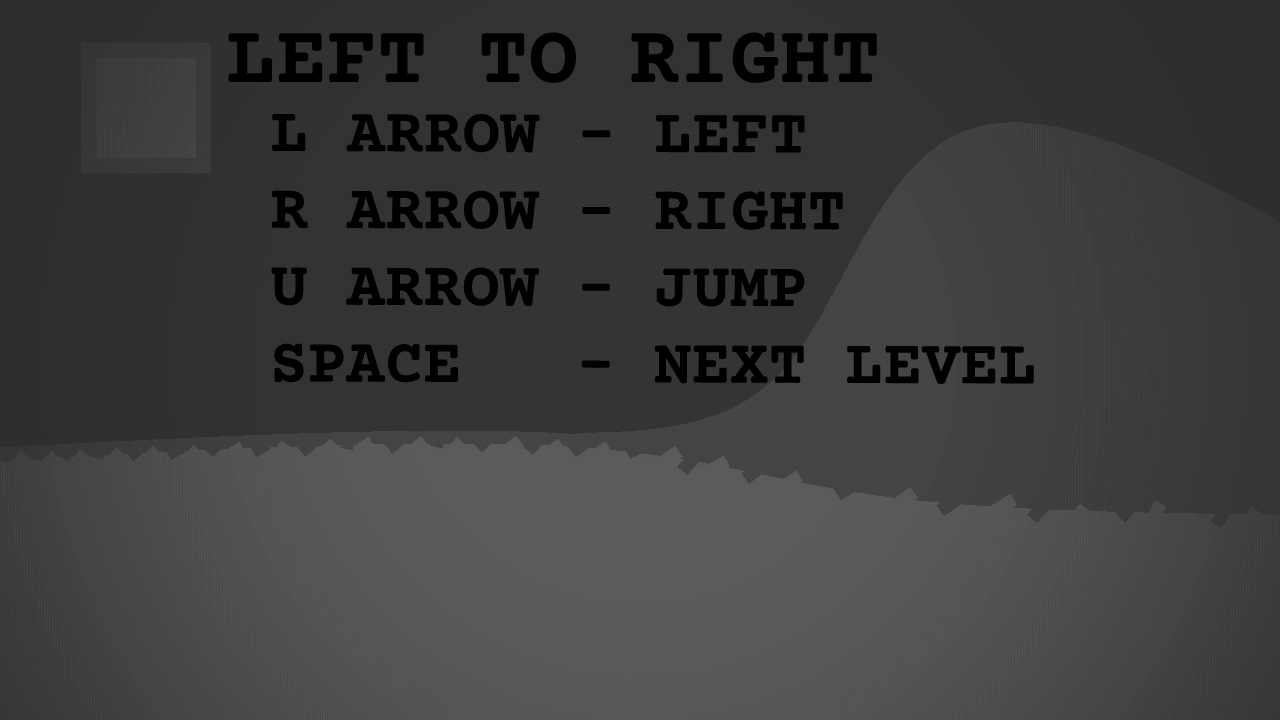 LEFT TO RIGHT
L ARROW - LEFT
R ARROW - RIGHT
U ARROW - JUMP
SPACE - NEXT LEVEL